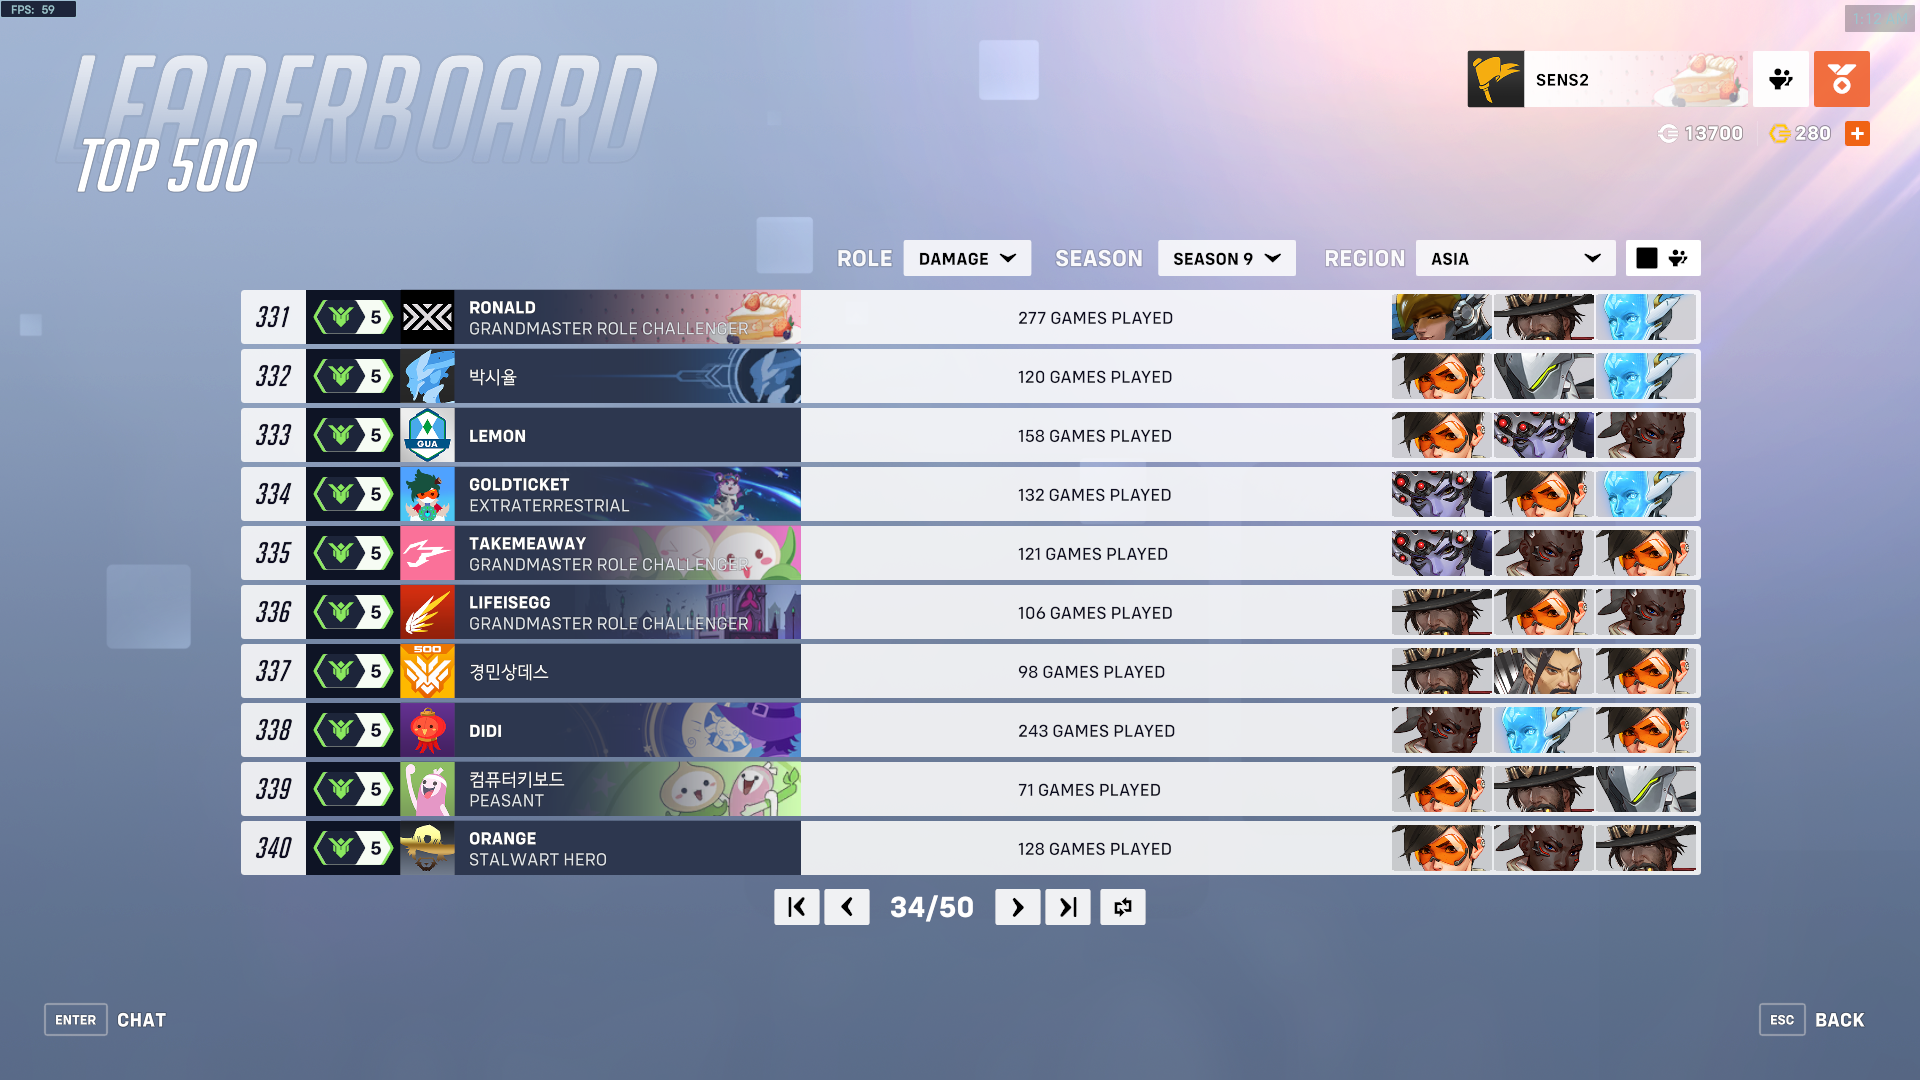 FPS: 59
LEADERBOARD
TOP 500
SENS2
13700
280
ROLE
DAMAGE
SEASON
SEASON 9
REGION
ASIA
331 5 RONALD 277 GAMES PLAYED
GRANDMASTER ROLE CHALLENGER
332 5 박시율 120 GAMES PLAYED
333 5 GUA LEMON 158 GAMES PLAYED
334 5 GOLDTICKET 132 GAMES PLAYED
EXTRATERRESTRIAL
335 5 TAKEMEAWAY 121 GAMES PLAYED
GRANDMASTER ROLE CHALLENGER
336 5 LIFEISEGG 106 GAMES PLAYED
GRANDMASTER ROLE CHALLENGER
337 5 500 경민상데스 98 GAMES PLAYED
338 5 DIDI 243 GAMES PLAYED
339 5 컴퓨터키보드 71 GAMES PLAYED
PEASANT
340 5 ORANGE 128 GAMES PLAYED
STALWART HERO
34/50
ENTER CHAT
ESC BACK